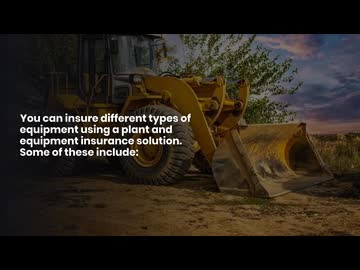 You can insure different types of
equipment using a plant and
equipment insurance solution.
Some of these include: